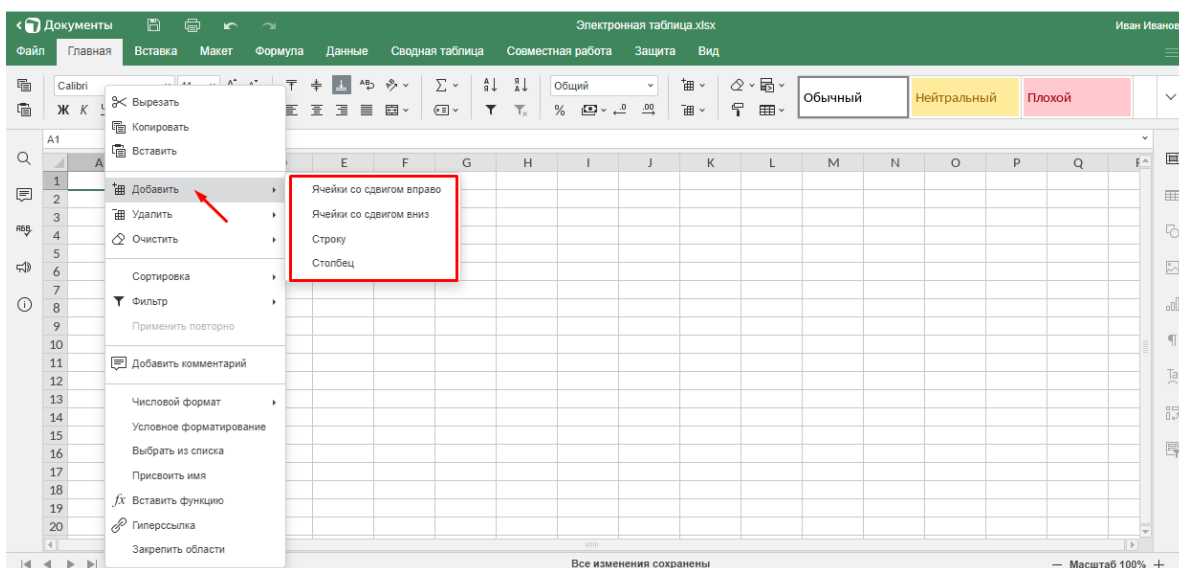 Документы Электронная таблица.xlsx Иван Иванов
Файл Главная Вставка Макет Формула Данные Сводная таблица Совместная работа Защита Вид
Calibri Общий
Обычный Нейтральный Плохой
Ж К
A1
A E F G H I J K L M N O P Q
1
2
3
4
5
6
7
8
9
10
11
12
13
14
15
16
17
18
19
20
Вырезать
Копировать
Вставить
Добавить
Удалить
Очистить
Сортировка
Фильтр
Применить повторно
Добавить комментарий
Числовой формат
Условное форматирование
Выбрать из списка
Присвоить имя
Вставить функцию
Гиперссылка
Закрепить области
Ячейки со сдвигом вправо
Ячейки со сдвигом вниз
Строку
Столбец
Все изменения сохранены Масштаб 100%